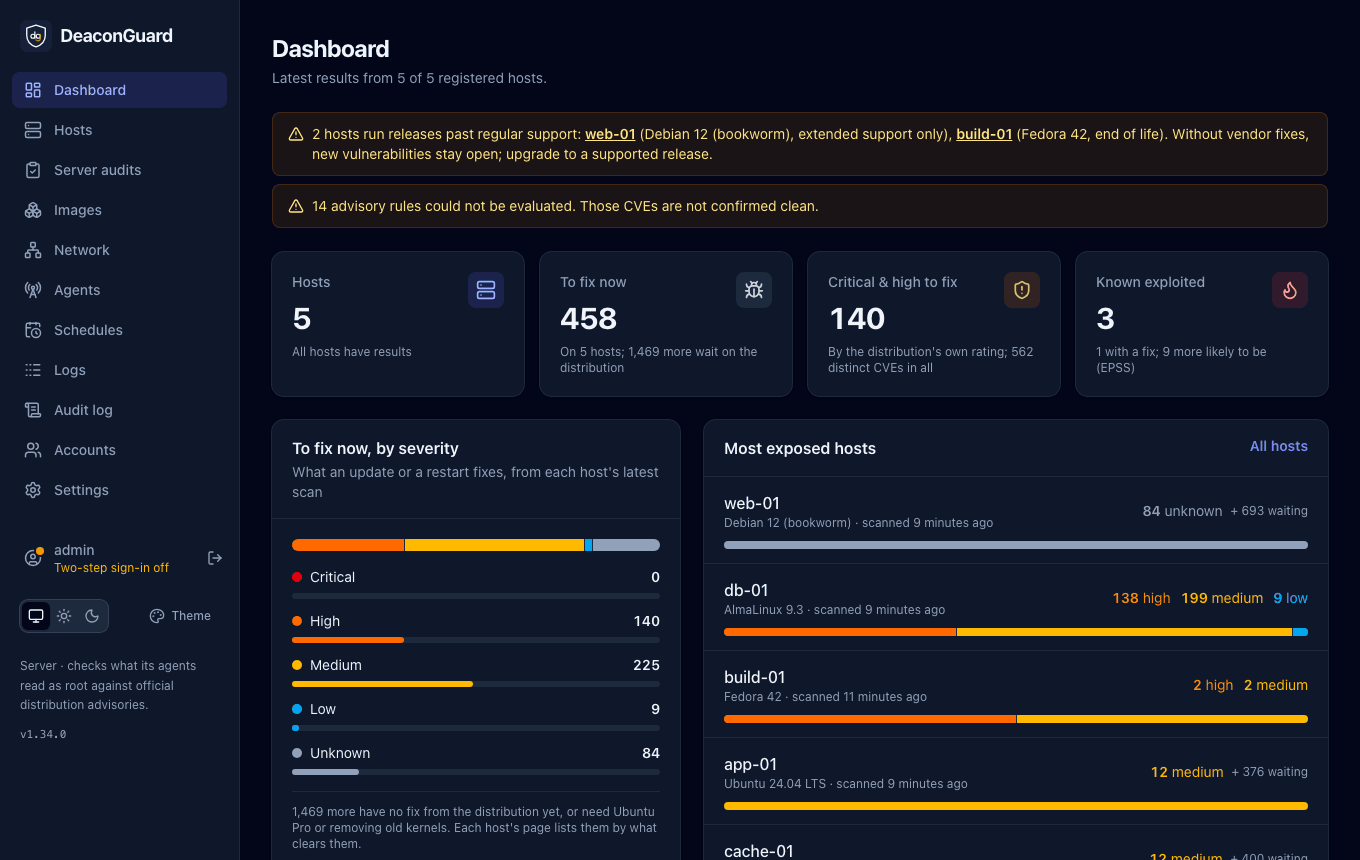 dg
DeaconGuard
Dashboard
Hosts
Server audits
Images
Network
Agents
Schedules
Logs
Audit log
Accounts
Settings
admin
Two-step sign-in off
Theme
Server · checks what its agents
read as root against official
distribution advisories.
v1.34.0
Dashboard
Latest results from 5 of 5 registered hosts.
2 hosts run releases past regular support: web-01 (Debian 12 (bookworm), extended support only), build-01 (Fedora 42, end of life). Without vendor fixes,
new vulnerabilities stay open; upgrade to a supported release.
14 advisory rules could not be evaluated. Those CVEs are not confirmed clean.
Hosts
5
All hosts have results
To fix now
458
On 5 hosts; 1,469 more wait on the
distribution
Critical & high to fix
140
By the distribution's own rating; 562
distinct CVEs in all
Known exploited
3
1 with a fix; 9 more likely to be
(EPSS)
To fix now, by severity
What an update or a restart fixes, from each host's latest
scan
Critical 0
High 140
Medium 225
Low 9
Unknown 84
1,469 more have no fix from the distribution yet, or need Ubuntu
Pro or removing old kernels. Each host's page lists them by what
clears them.
Most exposed hosts All hosts
web-01
Debian 12 (bookworm) · scanned 9 minutes ago
84 unknown + 693 waiting
db-01
AlmaLinux 9.3 · scanned 9 minutes ago
138 high 199 medium 9 low
build-01
Fedora 42 · scanned 11 minutes ago
2 high 2 medium
app-01
Ubuntu 24.04 LTS · scanned 9 minutes ago
12 medium + 376 waiting
cache-01
12 medium + 400 waiting